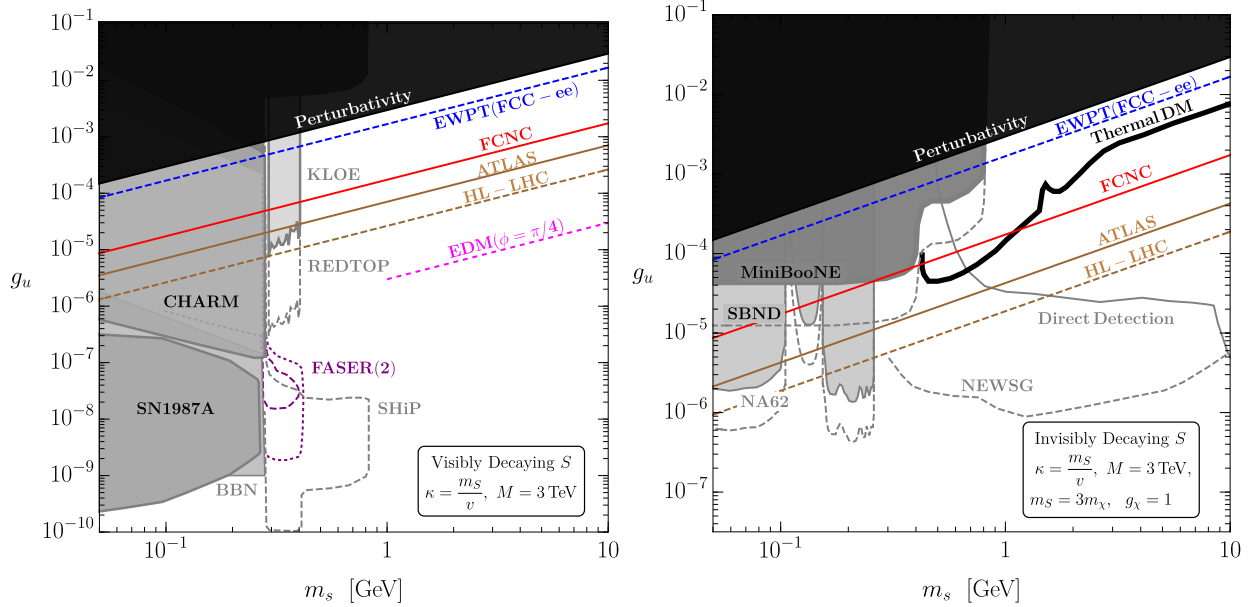 10⁻¹
10⁻²
10⁻³
10⁻⁴
10⁻⁵
10⁻⁶
10⁻⁷
10⁻⁸
10⁻⁹
10⁻¹⁰
g_u
Perturbativity
EWPT(FCC − ee)
FCNC
KLOE
ATLAS
HL − LHC
EDM(ϕ = π/4)
REDTOP
CHARM
FASER(2)
SN1987A
SHiP
BBN
Visibly Decaying S
κ = m_S/v, M = 3 TeV
10⁻¹
1
10
m_s [GeV]
10⁻¹
10⁻²
10⁻³
10⁻⁴
10⁻⁵
10⁻⁶
10⁻⁷
g_u
EWPT(FCC − ee)
Thermal DM
Perturbativity
FCNC
ATLAS
HL − LHC
MiniBooNE
SBND
Direct Detection
NEWSG
NA62
Invisibly Decaying S
κ = m_S/v, M = 3 TeV,
m_S = 3m_χ, g_χ = 1
10⁻¹
1
10
m_s [GeV]